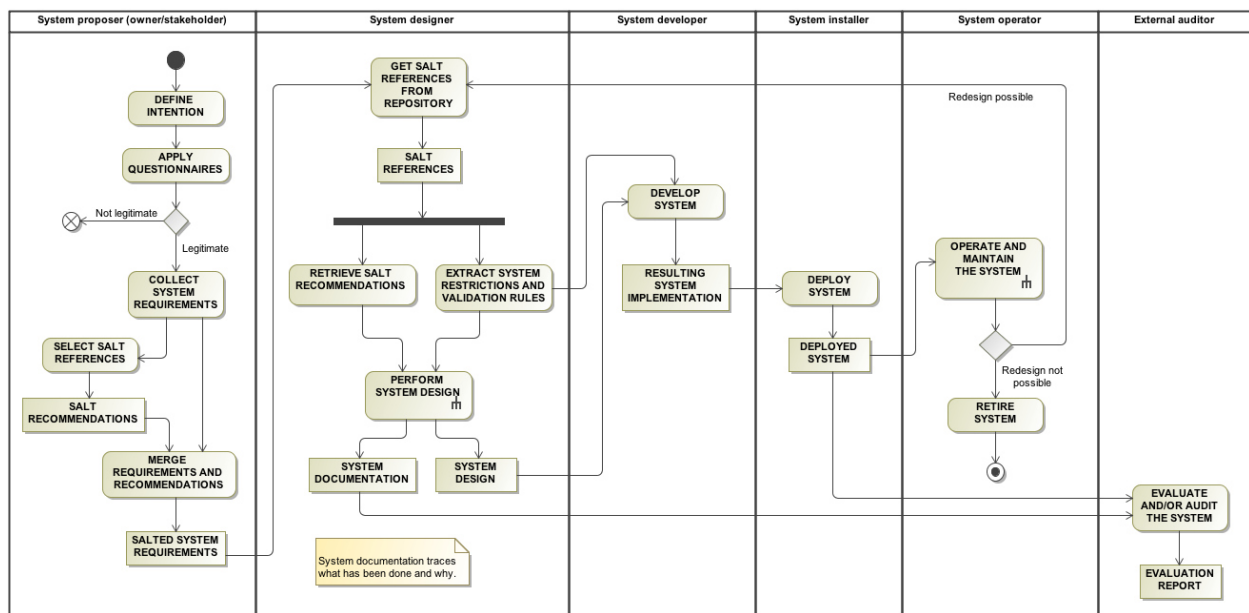 System proposer (owner/stakeholder)
System designer
System developer
System installer
System operator
External auditor
DEFINE
INTENTION
APPLY
QUESTIONNAIRES
Not legitimate
Legitimate
COLLECT
SYSTEM
REQUIREMENTS
SELECT SALT
REFERENCES
SALT
RECOMMENDATIONS
MERGE
REQUIREMENTS AND
RECOMMENDATIONS
SALTED SYSTEM
REQUIREMENTS
GET SALT
REFERENCES
FROM
REPOSITORY
SALT
REFERENCES
RETRIEVE SALT
RECOMMENDATIONS
EXTRACT SYSTEM
RESTRICTIONS AND
VALIDATION RULES
PERFORM
SYSTEM DESIGN
SYSTEM
DOCUMENTATION
SYSTEM
DESIGN
System documentation traces
what has been done and why.
DEVELOP
SYSTEM
RESULTING
SYSTEM
IMPLEMENTATION
DEPLOY
SYSTEM
DEPLOYED
SYSTEM
Redesign possible
OPERATE AND
MAINTAIN
THE SYSTEM
Redesign not
possible
RETIRE
SYSTEM
EVALUATE
AND/OR AUDIT
THE SYSTEM
EVALUATION
REPORT